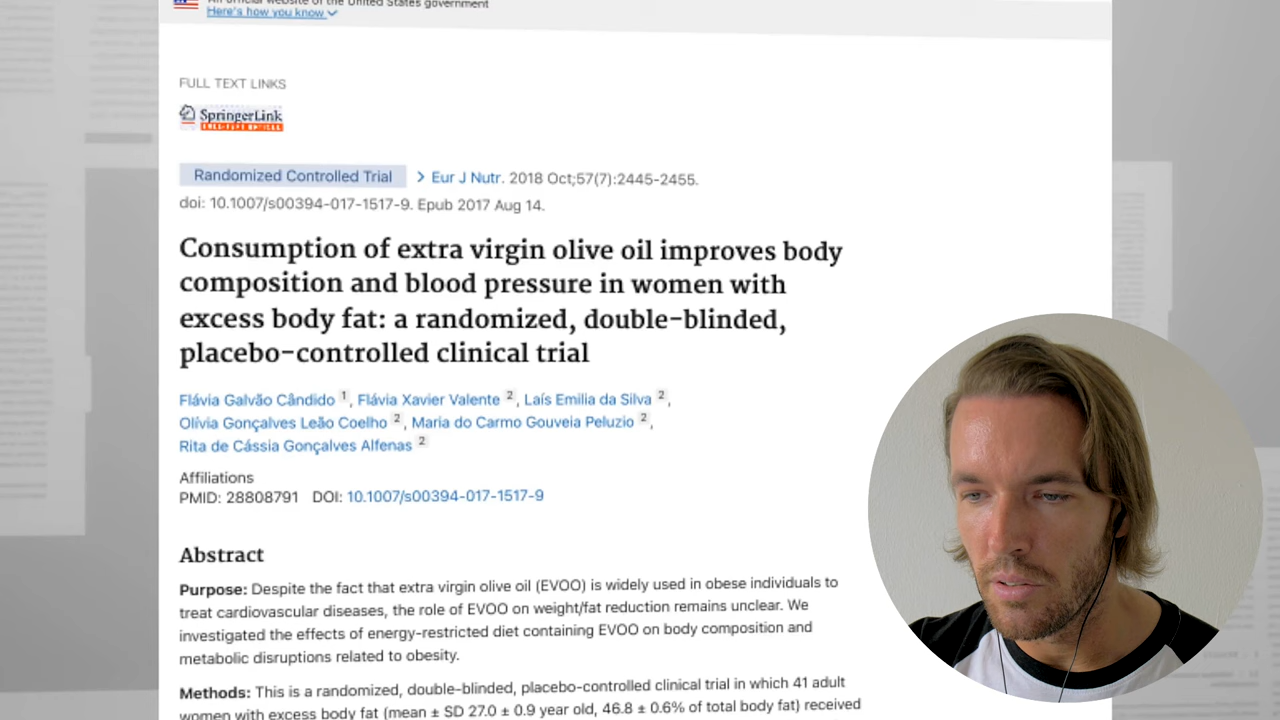 An official website of the United States government
Here's how you know
FULL TEXT LINKS
SpringerLink
FULL-TEXT ARTICLE
Randomized Controlled Trial > Eur J Nutr. 2018 Oct;57(7):2445-2455.
doi: 10.1007/s00394-017-1517-9. Epub 2017 Aug 14.
Consumption of extra virgin olive oil improves body
composition and blood pressure in women with
excess body fat: a randomized, double-blinded,
placebo-controlled clinical trial
Flávia Galvão Cândido 1, Flávia Xavier Valente 2, Laís Emilia da Silva 2,
Olívia Gonçalves Leão Coelho 2, Maria do Carmo Gouveia Peluzio 2,
Rita de Cássia Gonçalves Alfenas 2
Affiliations
PMID: 28808791 DOI: 10.1007/s00394-017-1517-9
Abstract
Purpose: Despite the fact that extra virgin olive oil (EVOO) is widely used in obese individuals to
treat cardiovascular diseases, the role of EVOO on weight/fat reduction remains unclear. We
investigated the effects of energy-restricted diet containing EVOO on body composition and
metabolic disruptions related to obesity.
Methods: This is a randomized, double-blinded, placebo-controlled clinical trial in which 41 adult
women with excess body fat (mean ± SD 27.0 ± 0.9 year old, 46.8 ± 0.6% of total body fat) received